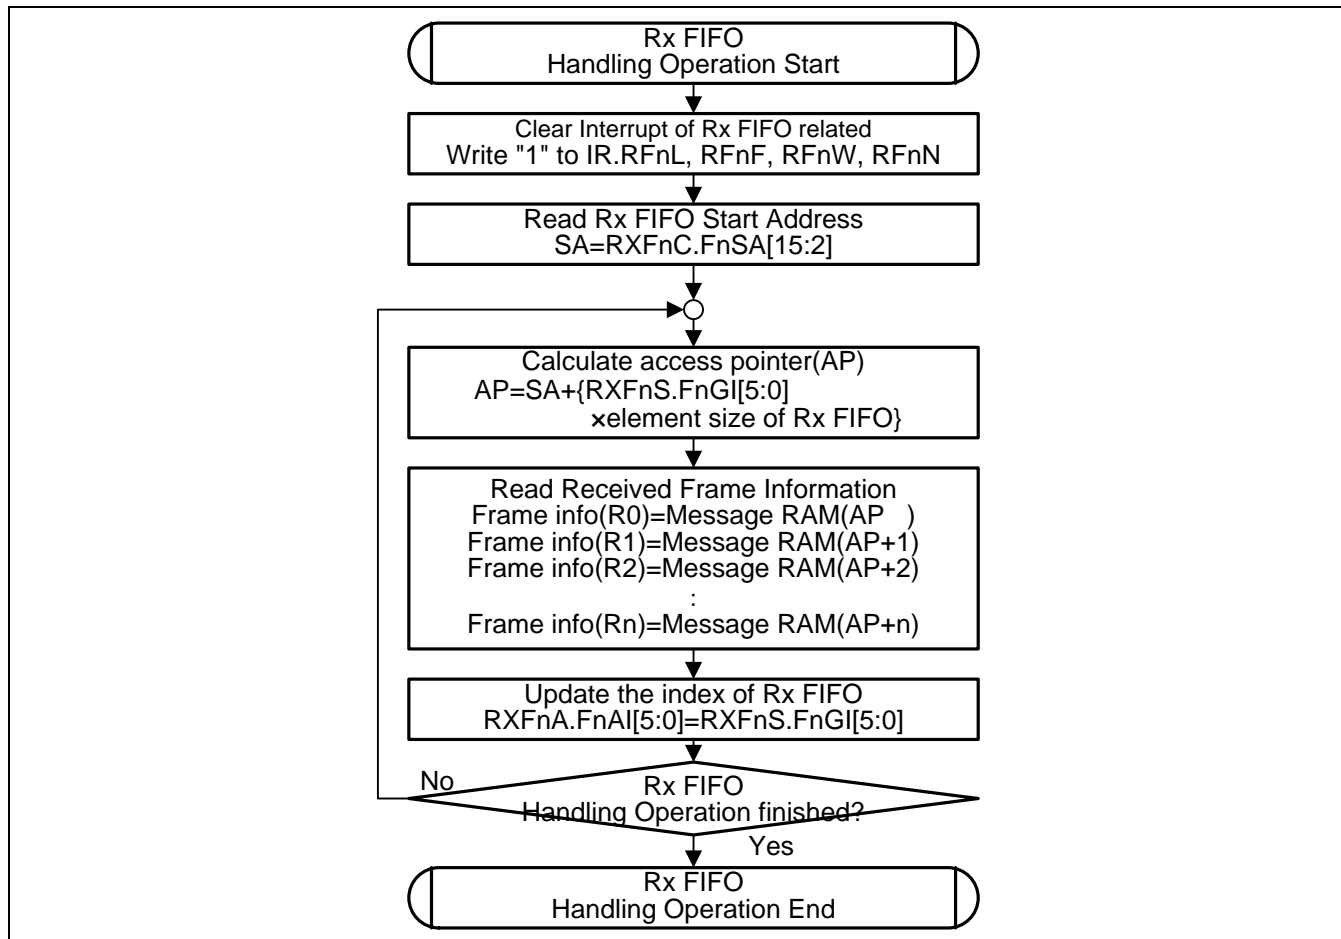 Rx FIFO
Handling Operation Start
Clear Interrupt of Rx FIFO related
Write "1" to IR.RFnL, RFnF, RFnW, RFnN
Read Rx FIFO Start Address
SA=RXFnC.FnSA[15:2]
Calculate access pointer(AP)
AP=SA+{RXFnS.FnGI[5:0]
×element size of Rx FIFO}
Read Received Frame Information
Frame info(R0)=Message RAM(AP   )
Frame info(R1)=Message RAM(AP+1)
Frame info(R2)=Message RAM(AP+2)
:
Frame info(Rn)=Message RAM(AP+n)
Update the index of Rx FIFO
RXFnA.FnAI[5:0]=RXFnS.FnGI[5:0]
No
Rx FIFO
Handling Operation finished?
Yes
Rx FIFO
Handling Operation End